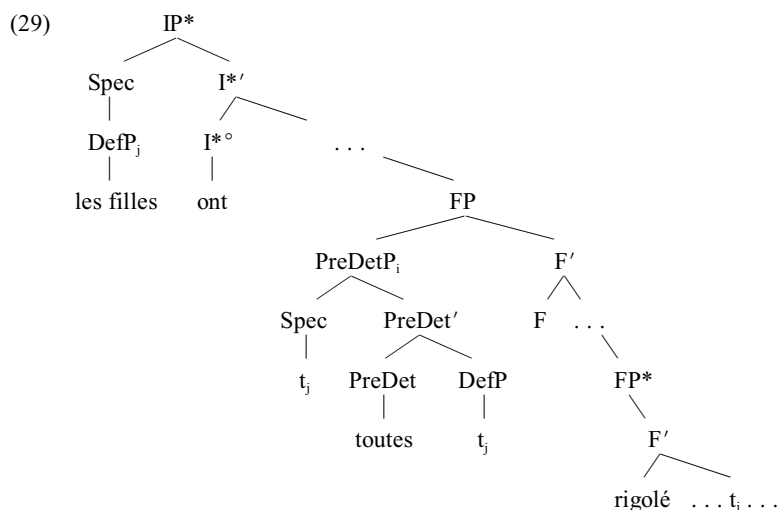 (29) IP*
Spec I*′
DefPⱼ I*° . . .
les filles ont FP
PreDetPᵢ F′
Spec PreDet′ F . . .
tⱼ PreDet DefP FP*
toutes tⱼ F′
rigolé . . . tᵢ . . .